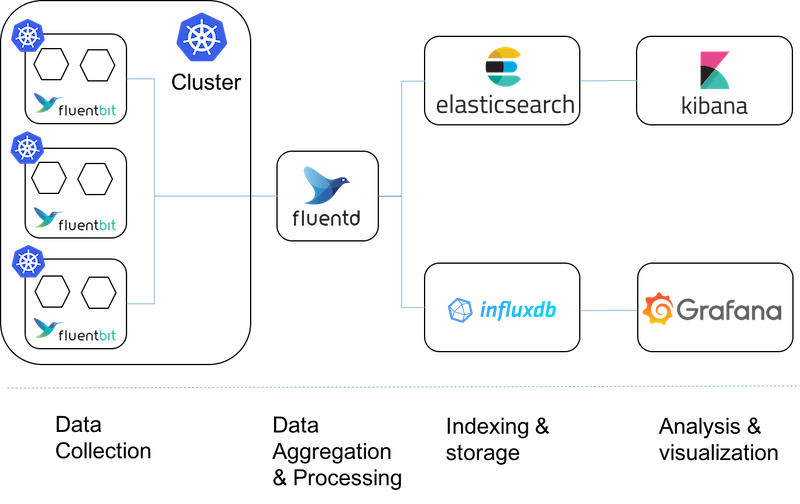 Cluster
fluentbit
fluentbit
fluentbit
fluentd
elasticsearch
kibana
influxdb
Grafana
Data
Collection
Data
Aggregation
& Processing
Indexing &
storage
Analysis &
visualization